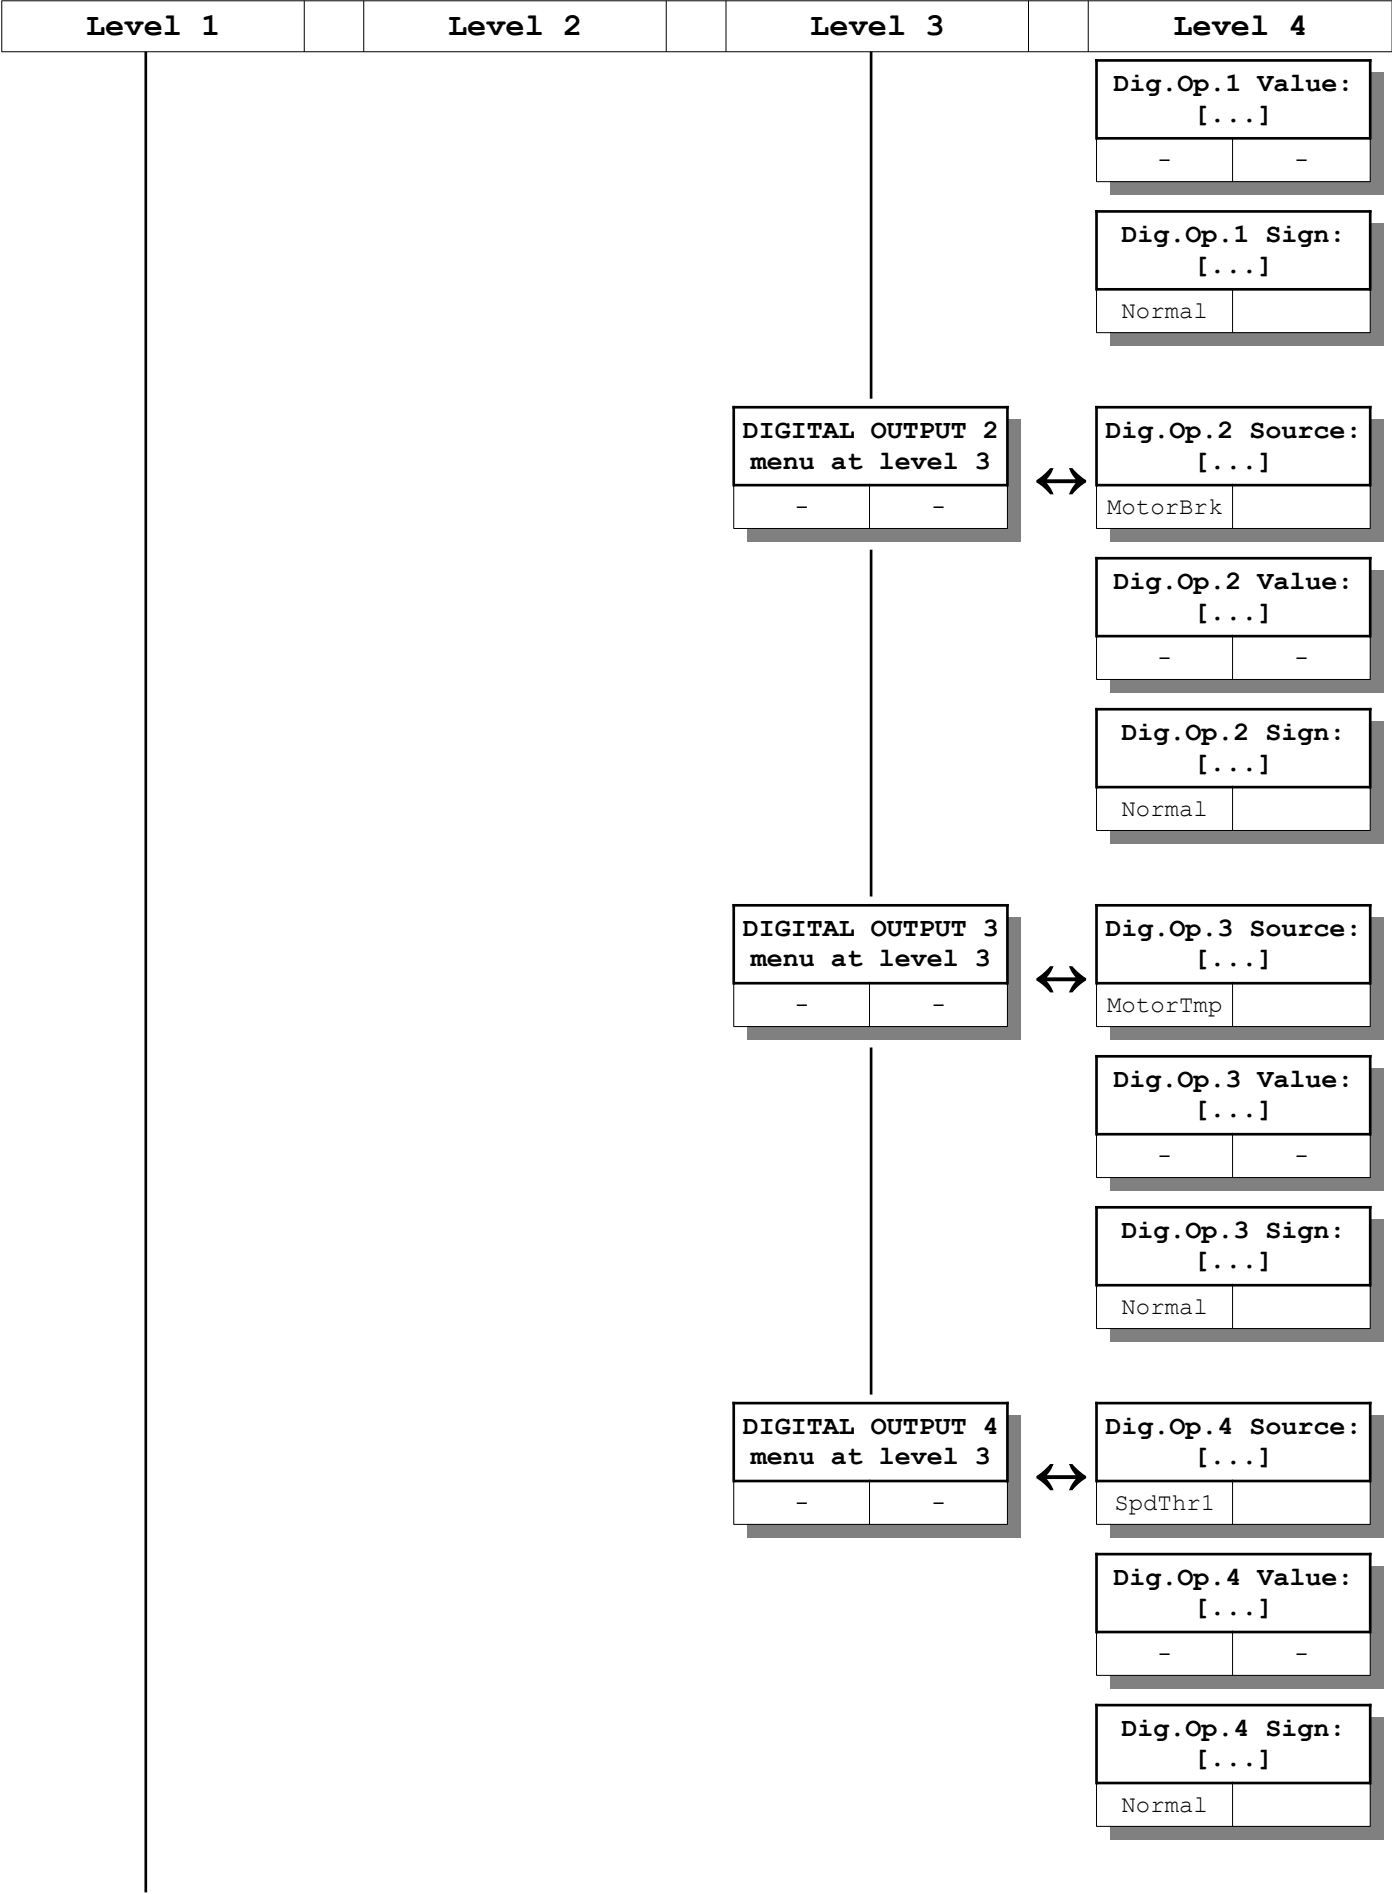 Level 1 Level 2 Level 3 Level 4
Dig.Op.1 Value:
[...]
- -
Dig.Op.1 Sign:
[...]
Normal
DIGITAL OUTPUT 2
menu at level 3
- -
Dig.Op.2 Source:
[...]
MotorBrk
Dig.Op.2 Value:
[...]
- -
Dig.Op.2 Sign:
[...]
Normal
DIGITAL OUTPUT 3
menu at level 3
- -
Dig.Op.3 Source:
[...]
MotorTmp
Dig.Op.3 Value:
[...]
- -
Dig.Op.3 Sign:
[...]
Normal
DIGITAL OUTPUT 4
menu at level 3
- -
Dig.Op.4 Source:
[...]
SpdThr1
Dig.Op.4 Value:
[...]
- -
Dig.Op.4 Sign:
[...]
Normal